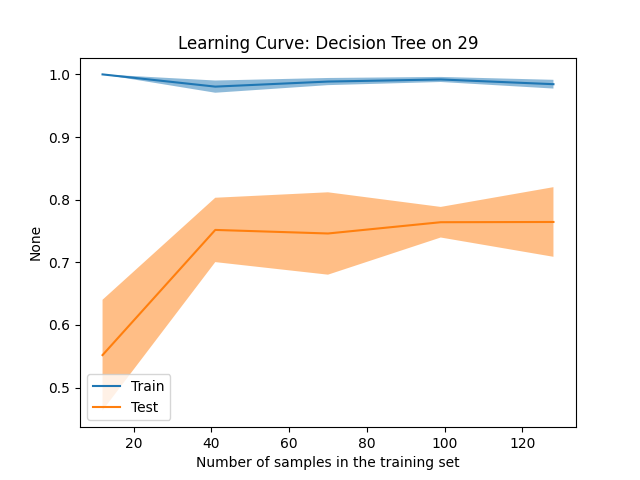 Learning Curve: Decision Tree on 29
1.0
0.9
0.8
0.7
0.6
0.5
None
Train
Test
20
40
60
80
100
120
Number of samples in the training set